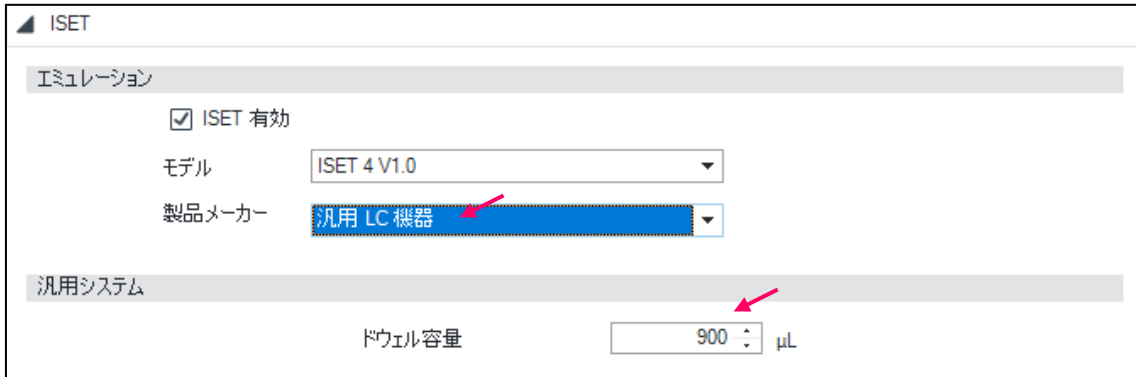 ISET
エミュレーション
ISET 有効
モデル ISET 4 V1.0
製品メーカー 汎用 LC 機器
汎用システム
ドウェル容量 900 µL